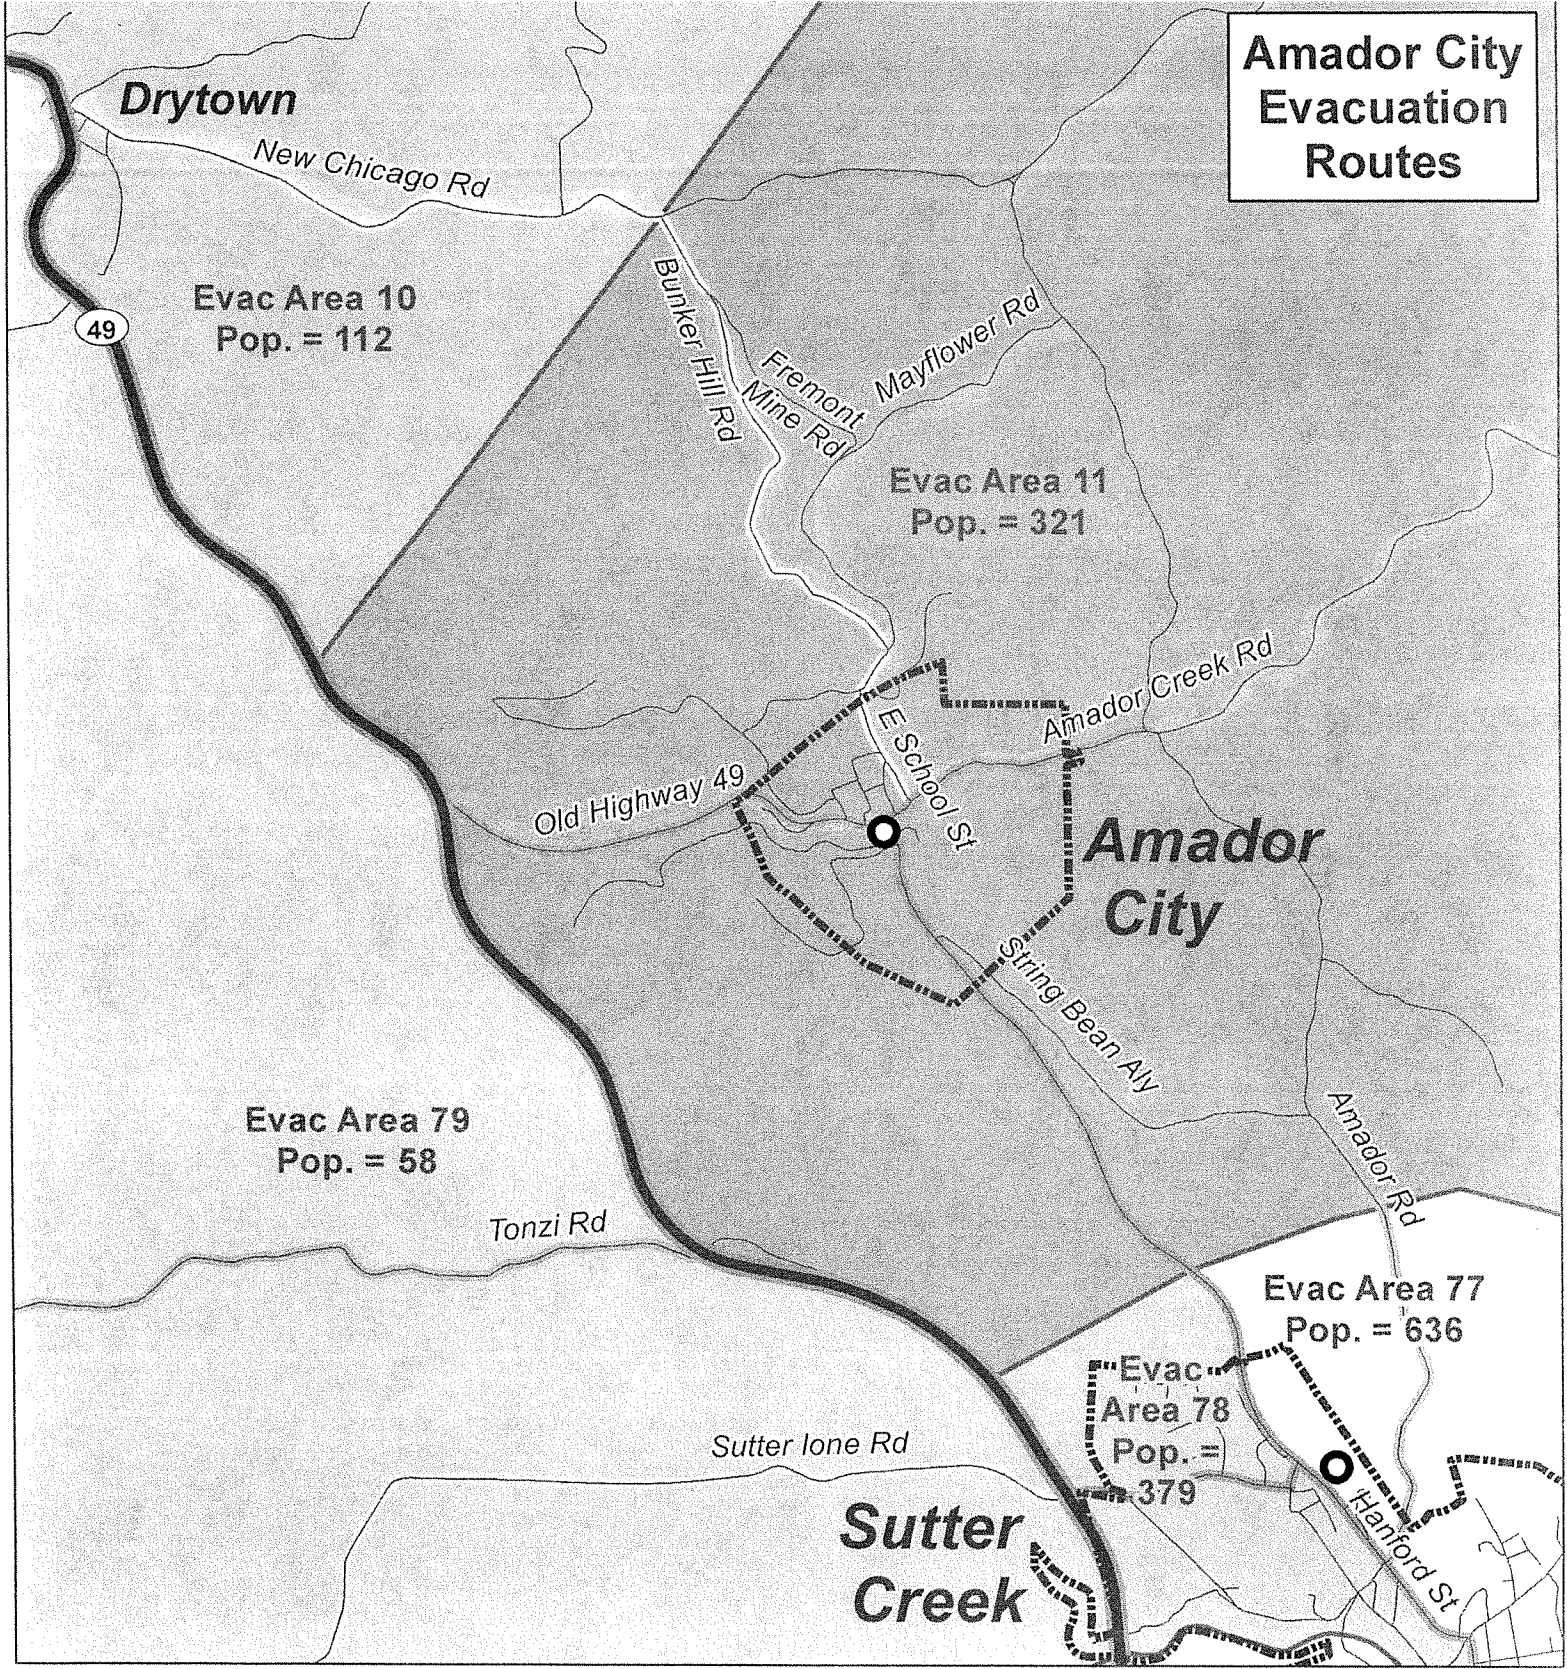 Amador City
Evacuation
Routes
Drytown
New Chicago Rd
Evac Area 10
Pop. = 112
49
Bunker Hill Rd
Fremont
Mine Rd
Mayflower Rd
Evac Area 11
Pop. = 321
Amador Creek Rd
E School St
Old Highway 49
Amador
City
String Bean Aly
Amador Rd
Evac Area 79
Pop. = 58
Tonzi Rd
Evac Area 77
Pop. = 636
Evac
Area 78
Pop. =
379
Sutter Ione Rd
Sutter
Creek
Hanford St